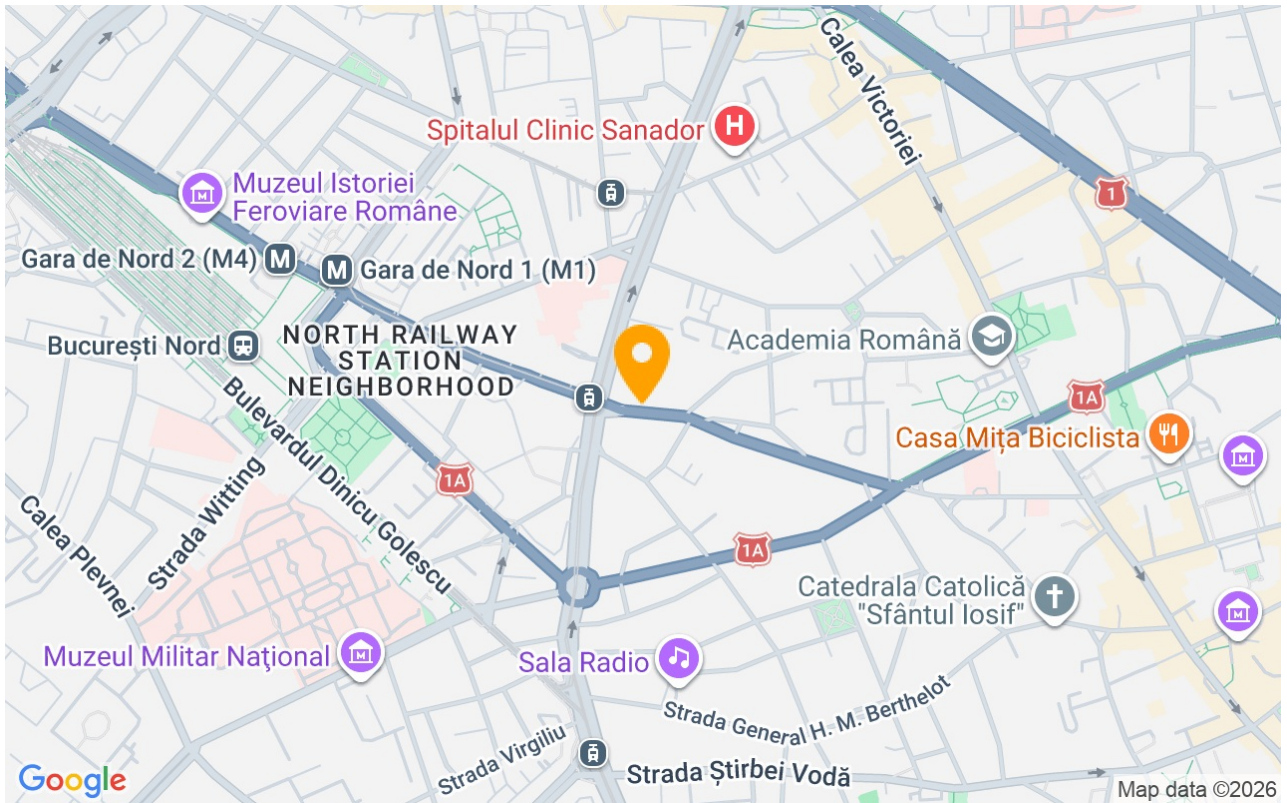 Calea Victoriei
Spitalul Clinic Sanador
H
1
Muzeul Istoriei
Feroviare Române
M
Gara de Nord 2 (M4)
M
M
Gara de Nord 1 (M1)
București Nord
NORTH RAILWAY
STATION
NEIGHBORHOOD
Academia Română
1A
Casa Mița Biciclista
M
Bulevardul Dinicu Golescu
Strada Witting
1A
Calea Plevnei
1A
Catedrala Catolică
"Sfântul Iosif"
M
Muzeul Militar Naţional
M
Sala Radio
Strada General H. M. Berthelot
Strada Virgiliu
Strada Știrbei Vodă
Google
Map data ©2026